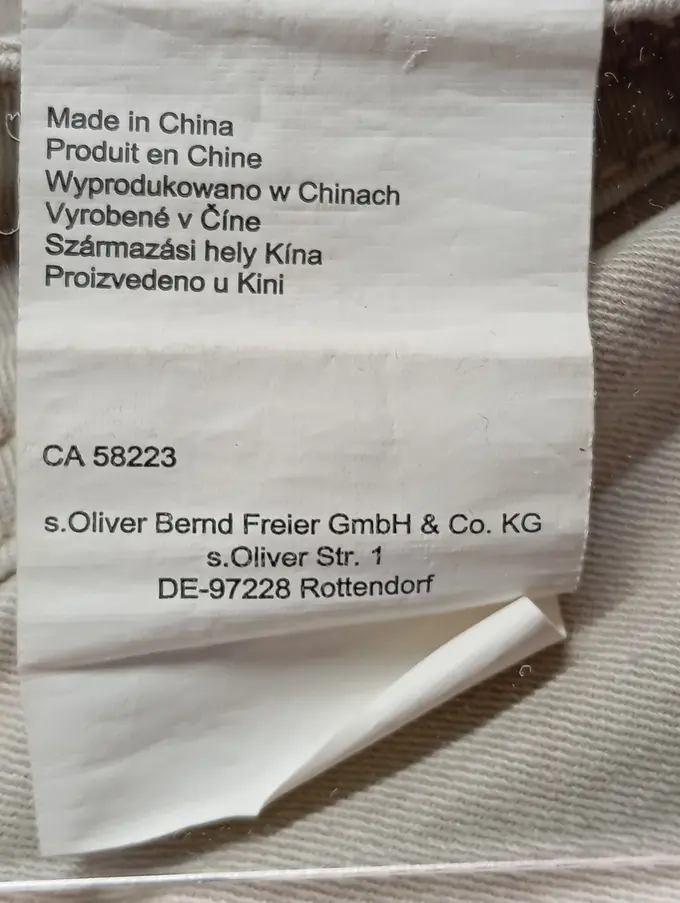 Made in China
Produit en Chine
Wyprodukowano w Chinach
Vyrobené v Číne
Származási hely Kína
Proizvedeno u Kini
CA 58223
s.Oliver Bernd Freier GmbH & Co. KG
s.Oliver Str. 1
DE-97228 Rottendorf